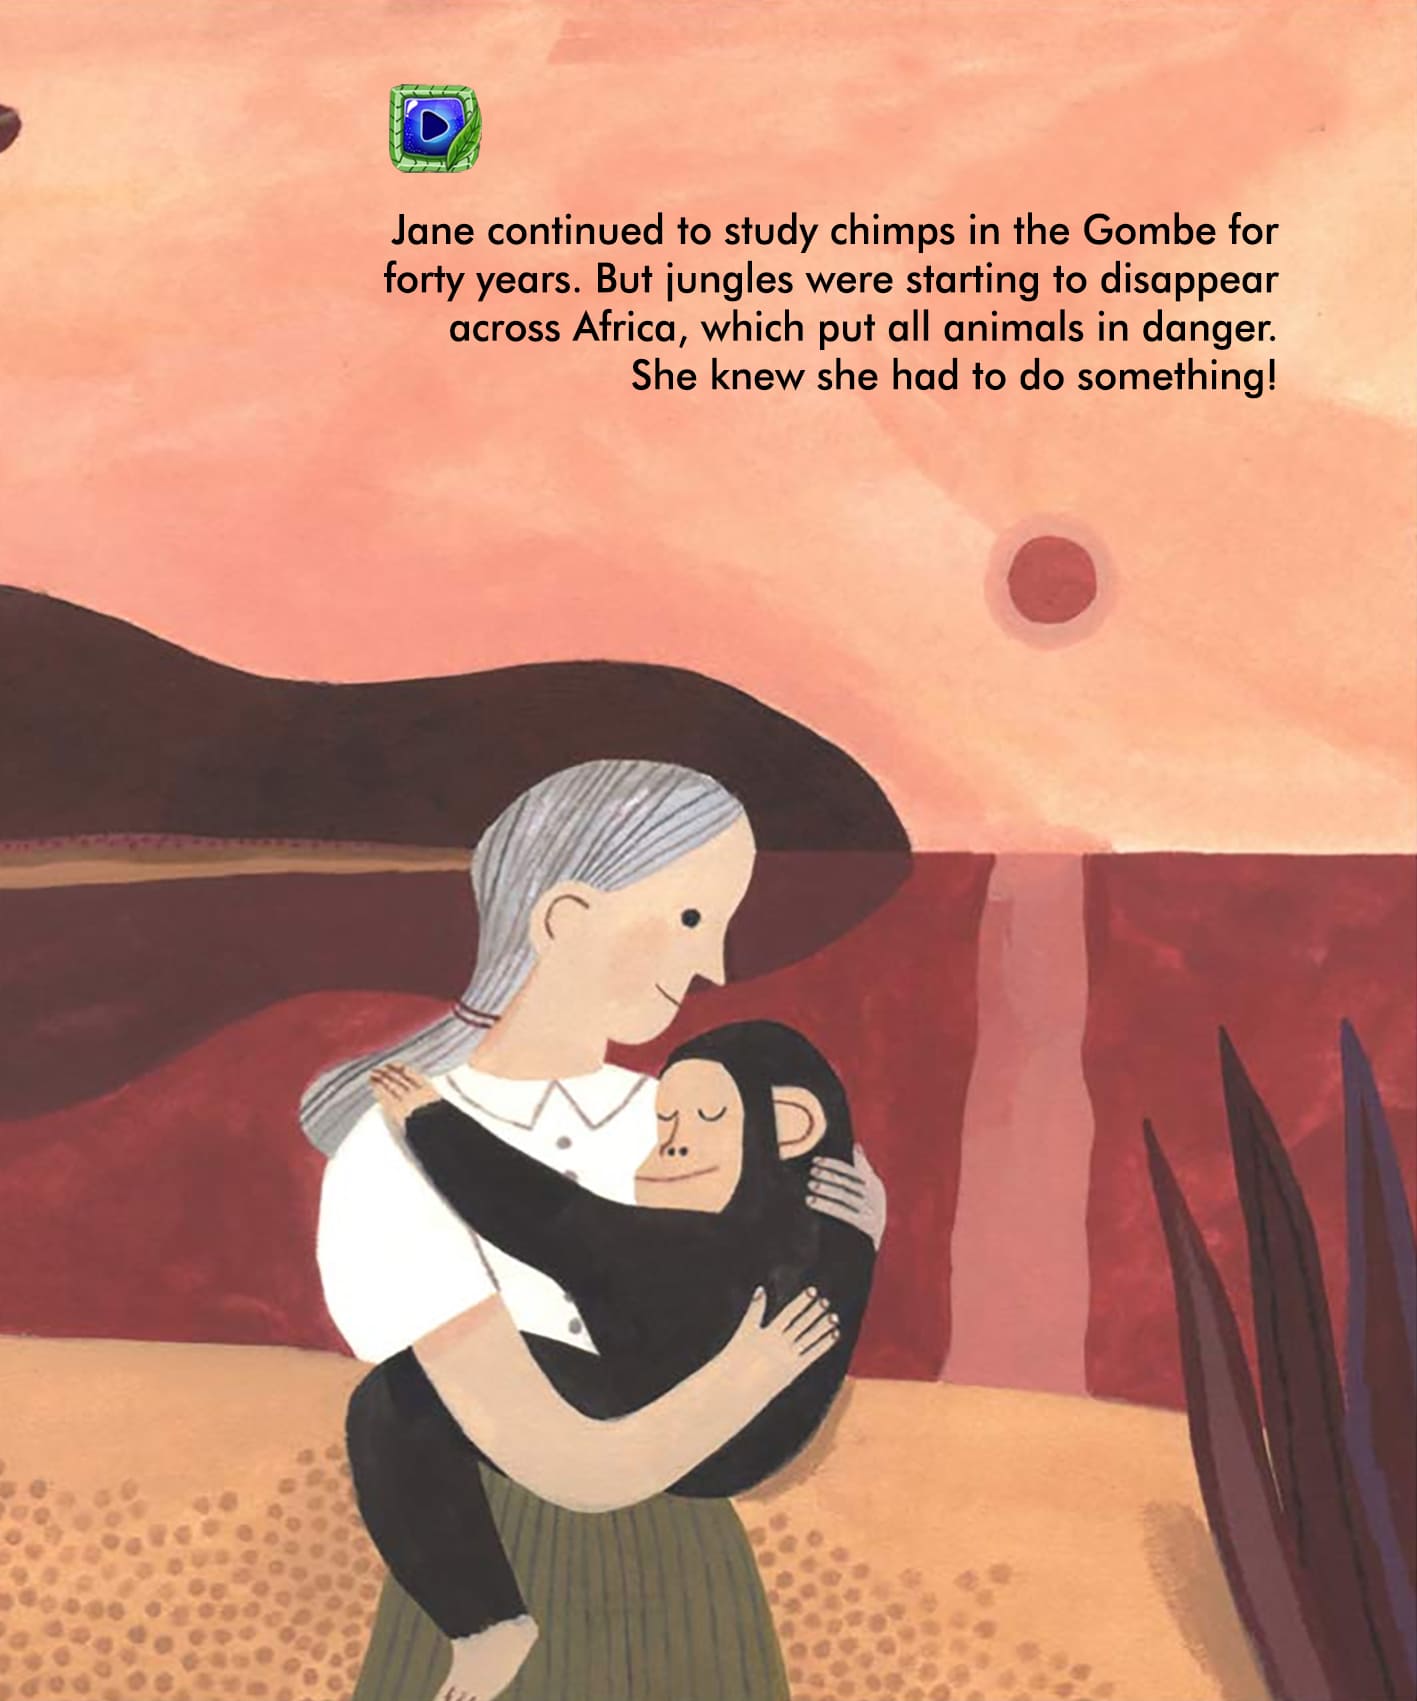 Jane continued to study chimps in the Gombe for
forty years. But jungles were starting to disappear
across Africa, which put all animals in danger.
She knew she had to do something!